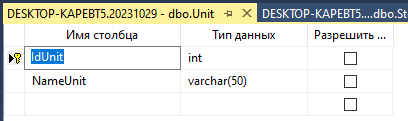 DESKTOP-KAPEBT5.20231029 - dbo.Unit DESKTOP-KAPEBT5....dbo.St
Имя столбца Тип данных Разрешить ...
IdUnit int
NameUnit varchar(50)